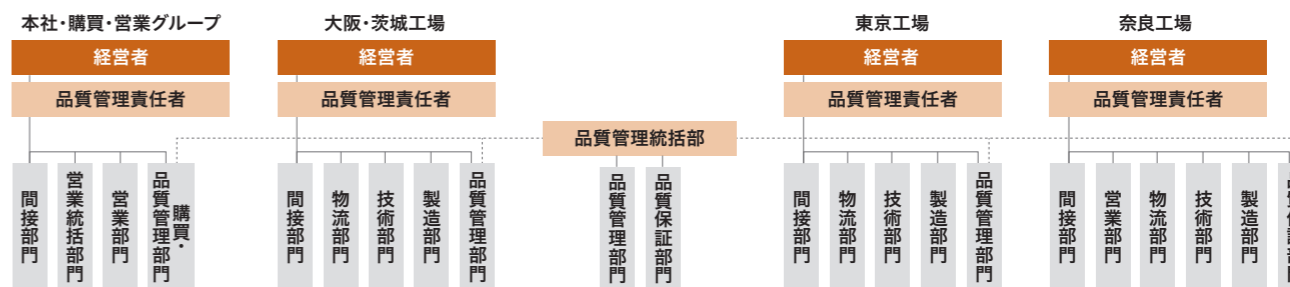 本社・購買・営業グループ
経営者
品質管理責任者
間接部門
営業統括部門
営業部門
購買・
品質管理部門
大阪・茨城工場
経営者
品質管理責任者
間接部門
物流部門
技術部門
製造部門
品質管理部門
品質管理統括部
品質管理部門
品質保証部門
東京工場
経営者
品質管理責任者
間接部門
物流部門
技術部門
製造部門
品質管理部門
奈良工場
経営者
品質管理責任者
間接部門
営業部門
物流部門
技術部門
製造部門